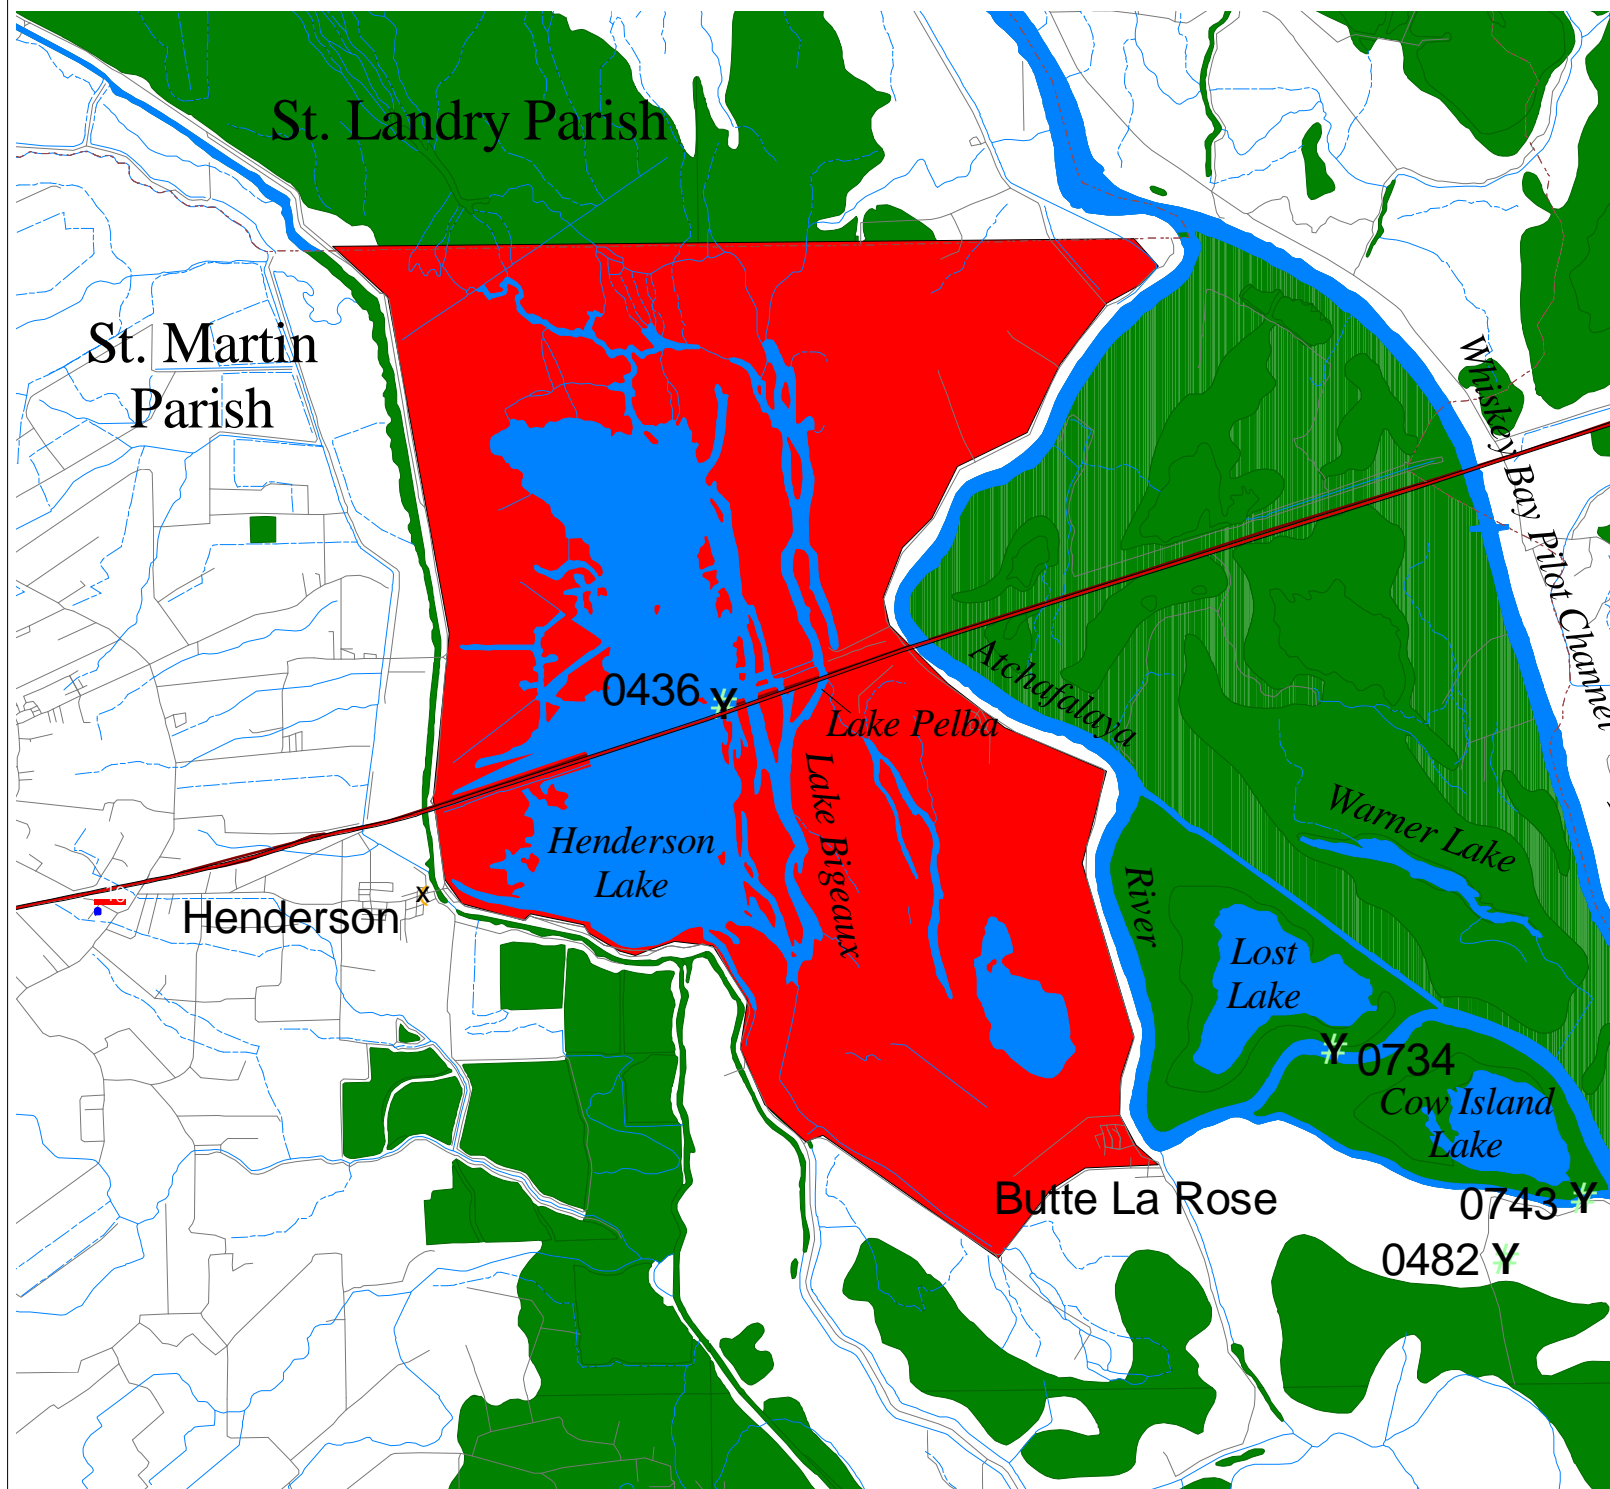 St. Landry Parish
St. Martin
Parish
Whiskey Bay Pilot Channel
0436
Y
Atchafalaya
Lake Pelba
Lake Bigeaux
Warner Lake
Henderson
Lake
River
x
Henderson
Lost
Lake
Y
0734
Cow Island
Lake
Butte La Rose
0743 Y
0482 Y